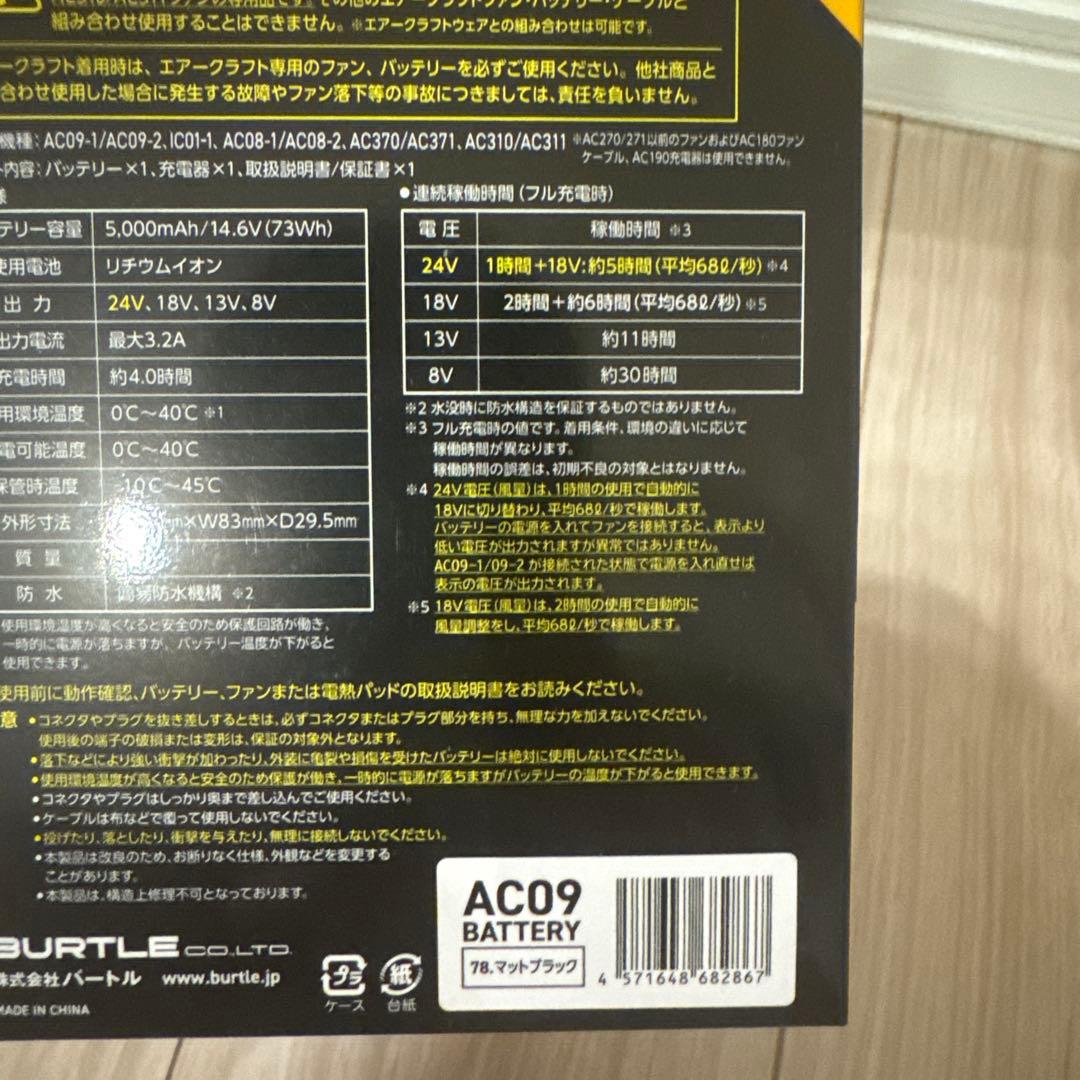 組み合わせ使用することはできません。※エアークラフトウェアとの組み合わせは可能です。
ークラフト着用時は、エアークラフト専用のファン、バッテリーを必ずご使用ください。他社商品と
合わせ使用した場合に発生する故障やファン落下等の事故につきましては、責任を負いません。
機種：AC09-1/AC09-2、IC01-1、AC08-1/AC08-2、AC370/AC371、AC310/AC311 ※AC270/271以前のファンおよびAC180ファン
ケーブル、AC190充電器は使用できません。
内容：バッテリー×1、充電器×1、取扱説明書/保証書×1
様
テリー容量 5,000mAh/14.6V(73Wh)
使用電池 リチウムイオン
出力 24V、18V、13V、8V
出力電流 最大3.2A
充電時間 約4.0時間
用環境温度 0℃〜40℃ ※1
電可能温度 0℃〜40℃
保管時温度 -10℃〜45℃
外形寸法 ×W83mm×D29.5mm
質量
防水 簡易防水機構 ※2
使用環境温度が高くなると安全のため保護回路が働き、
一時的に電源が落ちますが、バッテリー温度が下がると
使用できます。
●連続稼働時間（フル充電時）
電圧 稼働時間 ※3
24V 1時間＋18V：約5時間（平均68ℓ/秒）※4
18V 2時間＋約6時間（平均68ℓ/秒）※5
13V 約11時間
8V 約30時間
※2 水没時に防水構造を保証するものではありません。
※3 フル充電時の値です。着用条件、環境の違いに応じて
稼働時間が異なります。
稼働時間の誤差は、初期不良の対象とはなりません。
※4 24V電圧（風量）は、1時間の使用で自動的に
18Vに切り替わり、平均68ℓ/秒で稼働します。
バッテリーの電源を入れてファンを接続すると、表示より
低い電圧が出力されますが異常ではありません。
AC09-1/09-2 が接続された状態で電源を入れ直せば
表示の電圧が出力されます。
※5 18V電圧（風量）は、2時間の使用で自動的に
風量調整をし、平均68ℓ/秒で稼働します。
使用前に動作確認、バッテリー、ファンまたは電熱パッドの取扱説明書をお読みください。
意 ●コネクタやプラグを抜き差しするときは、必ずコネクタまたはプラグ部分を持ち、無理な力を加えないでください。
使用後の端子の破損または変形は、保証の対象外となります。
●落下などにより強い衝撃が加わったり、外装に亀裂や損傷を受けたバッテリーは絶対に使用しないでください。
●使用環境温度が高くなると安全のため保護が働き、一時的に電源が落ちますがバッテリーの温度が下がると使用できます。
●コネクタやプラグはしっかり奥まで差し込んでご使用ください。
●ケーブルは布などで覆って使用しないでください。
●投げたり、落としたり、衝撃を与えたり、無理に接続しないでください。
●本製品は改良のため、お断りなく仕様、外観などを変更する
ことがあります。
●本製品は、構造上修理不可となっております。
BURTLE CO.,LTD.
株式会社バートル www.burtle.jp
MADE IN CHINA
プラ
ケース
紙
台紙
AC09
BATTERY
78.マットブラック
4 571648 682867